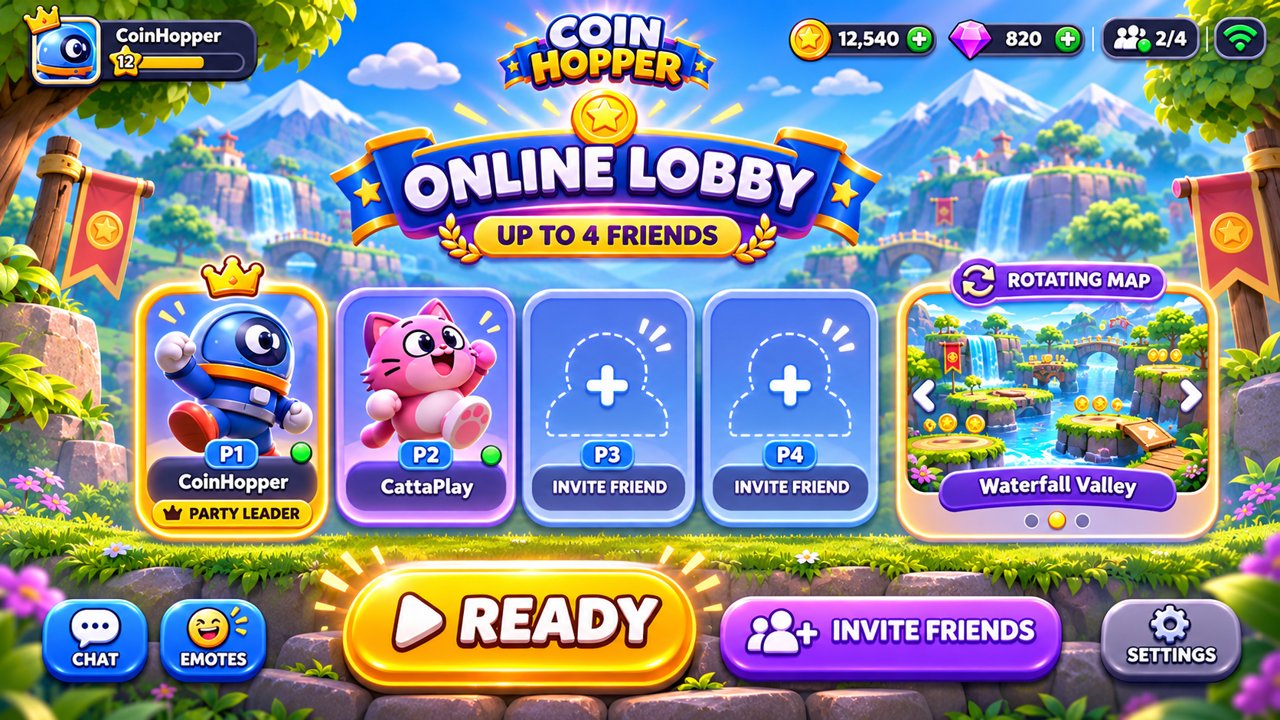 CoinHopper
12
COIN
HOPPER
12,540
820
2/4
ONLINE LOBBY
UP TO 4 FRIENDS
P1
CoinHopper
PARTY LEADER
P2
CattaPlay
P3
INVITE FRIEND
P4
INVITE FRIEND
ROTATING MAP
Waterfall Valley
CHAT
EMOTES
READY
INVITE FRIENDS
SETTINGS